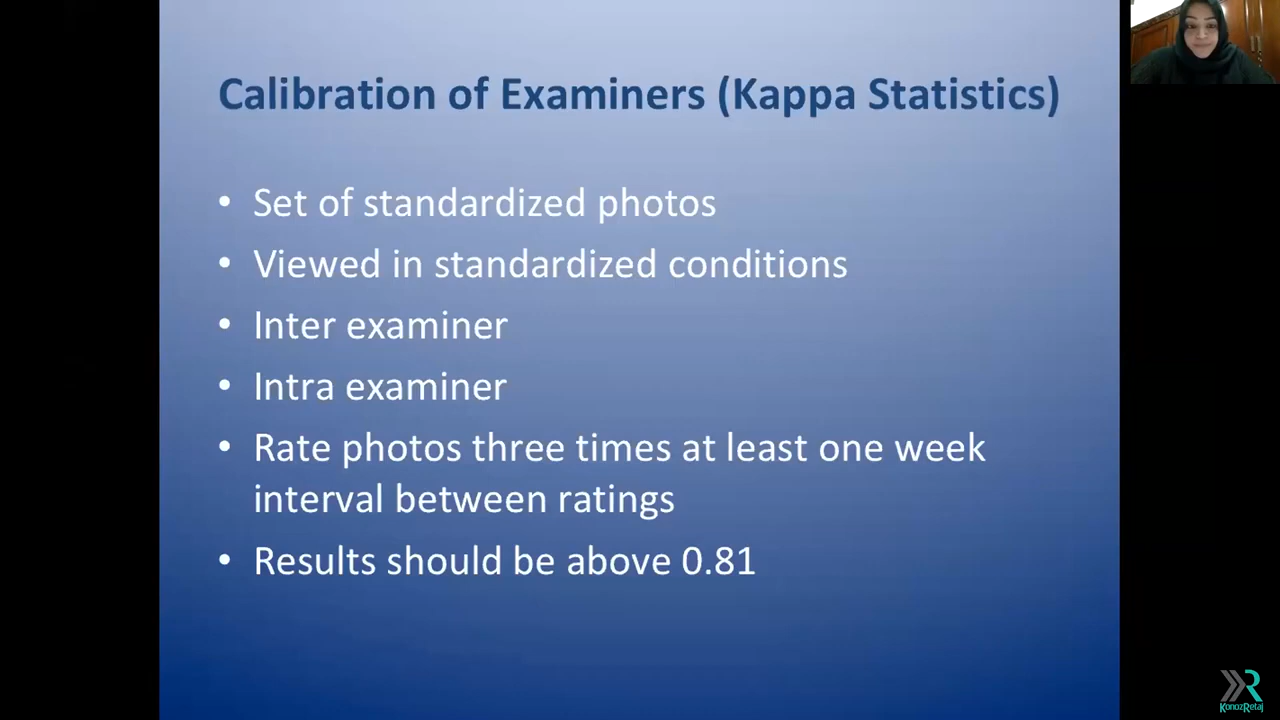 Calibration of Examiners (Kappa Statistics)
• Set of standardized photos
• Viewed in standardized conditions
• Inter examiner
• Intra examiner
• Rate photos three times at least one week
interval between ratings
• Results should be above 0.81
KonozRetaj